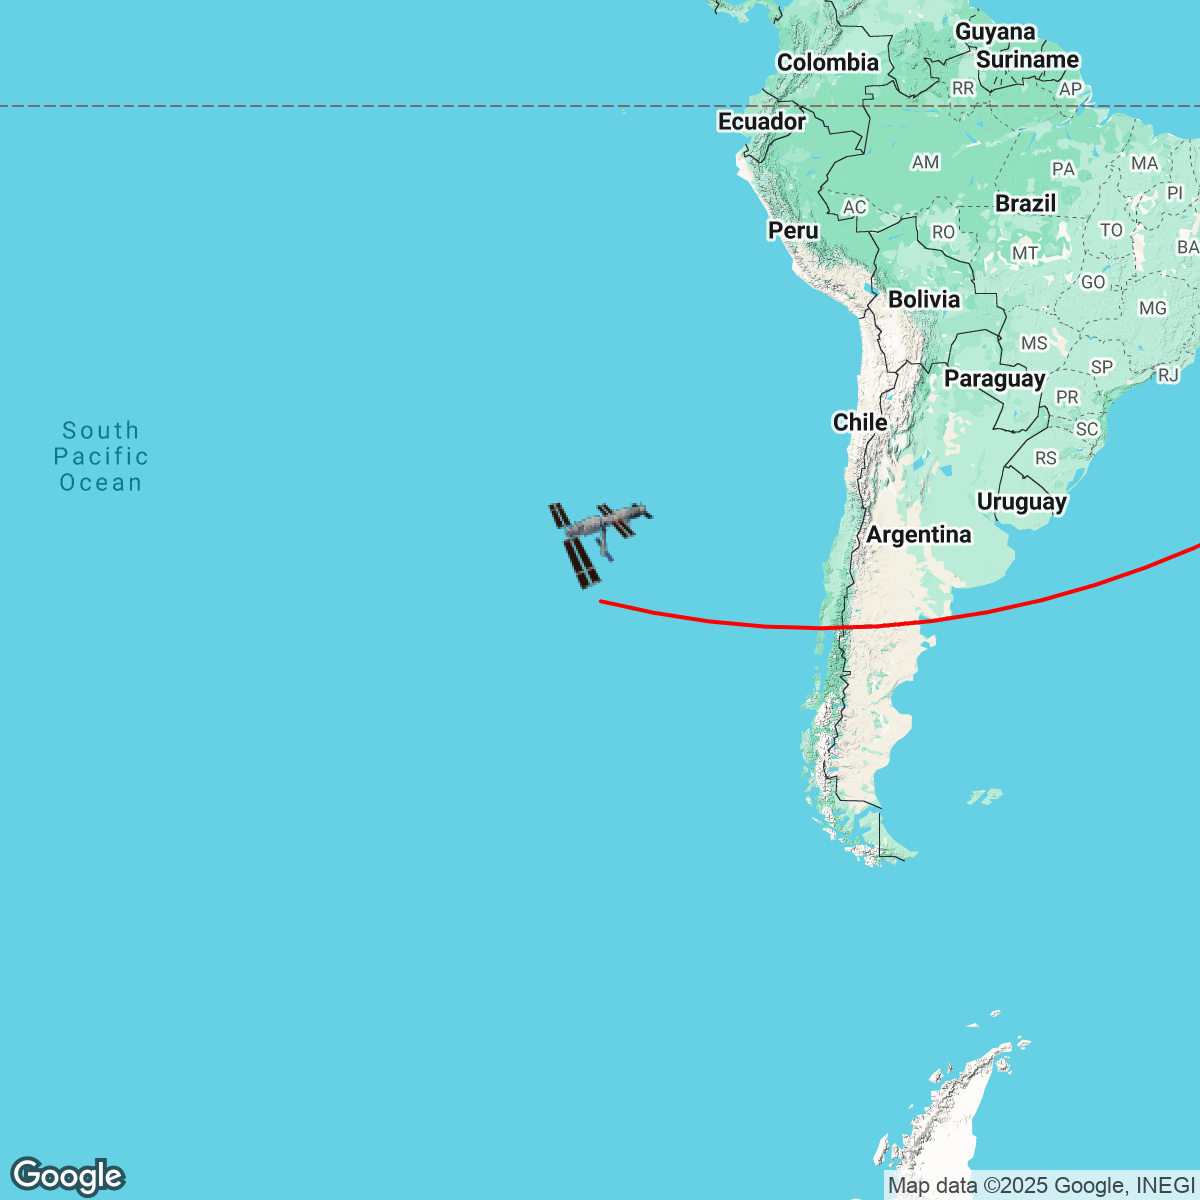 Guyana
Colombia
Suriname
RR
AP
Ecuador
AM
PA
MA
PI
AC
Brazil
Peru
RO
TO
MT
BA
GO
Bolivia
MG
MS
SP
Paraguay
RJ
PR
Chile
SC
South
Pacific
Ocean
RS
Uruguay
Argentina
Google
Map data ©2025 Google, INEGI